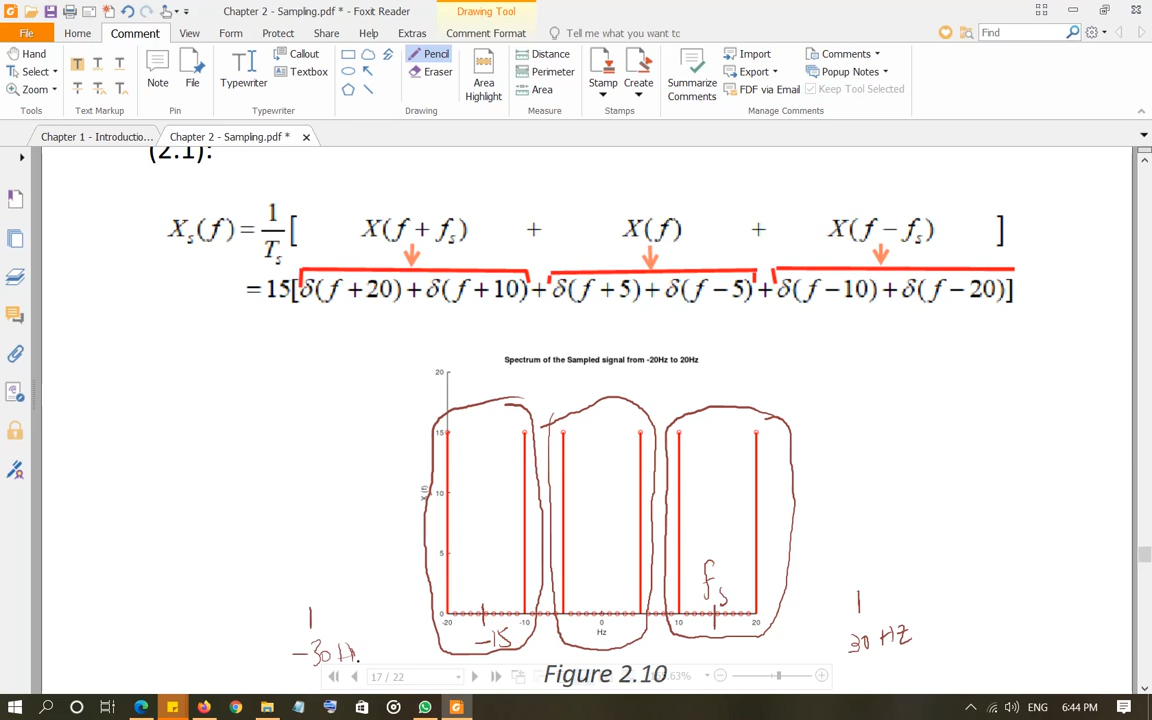 Chapter 2 - Sampling.pdf * - Foxit Reader
Drawing Tool
File Home Comment View Form Protect Share Help Extras Comment Format Tell me what you want to do Find
Hand
Select
Zoom
Tools
Text Markup
Note
File
Pin
Typewriter
Callout
Textbox
Typewriter
Pencil
Eraser
Drawing
Area Highlight
Distance
Perimeter
Area
Measure
Stamp
Create
Stamps
Summarize Comments
Import
Export
FDF via Email
Comments
Popup Notes
Keep Tool Selected
Manage Comments
Chapter 1 - Introductio... Chapter 2 - Sampling.pdf *
(2.1):
X_s(f) = 1/T_s [ X(f + f_s) + X(f) + X(f − f_s) ]
= 15[δ(f + 20) + δ(f + 10) + δ(f + 5) + δ(f − 5) + δ(f − 10) + δ(f − 20)]
Spectrum of the Sampled signal from -20Hz to 20Hz
20
15
10
5
0
X (f)
-20 -10 0 10 20
Hz
fs
-15
-30 H.
30 HZ
Figure 2.10
17 / 22
ENG 6:44 PM